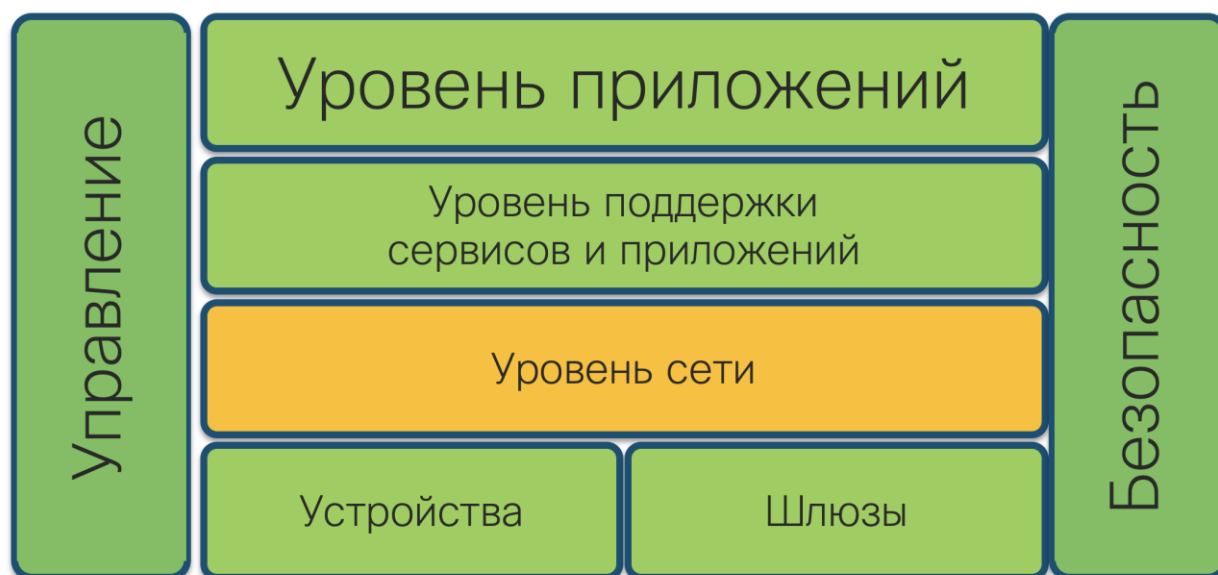 Управление
Уровень приложений
Уровень поддержки
сервисов и приложений
Уровень сети
Устройства
Шлюзы
Безопасность